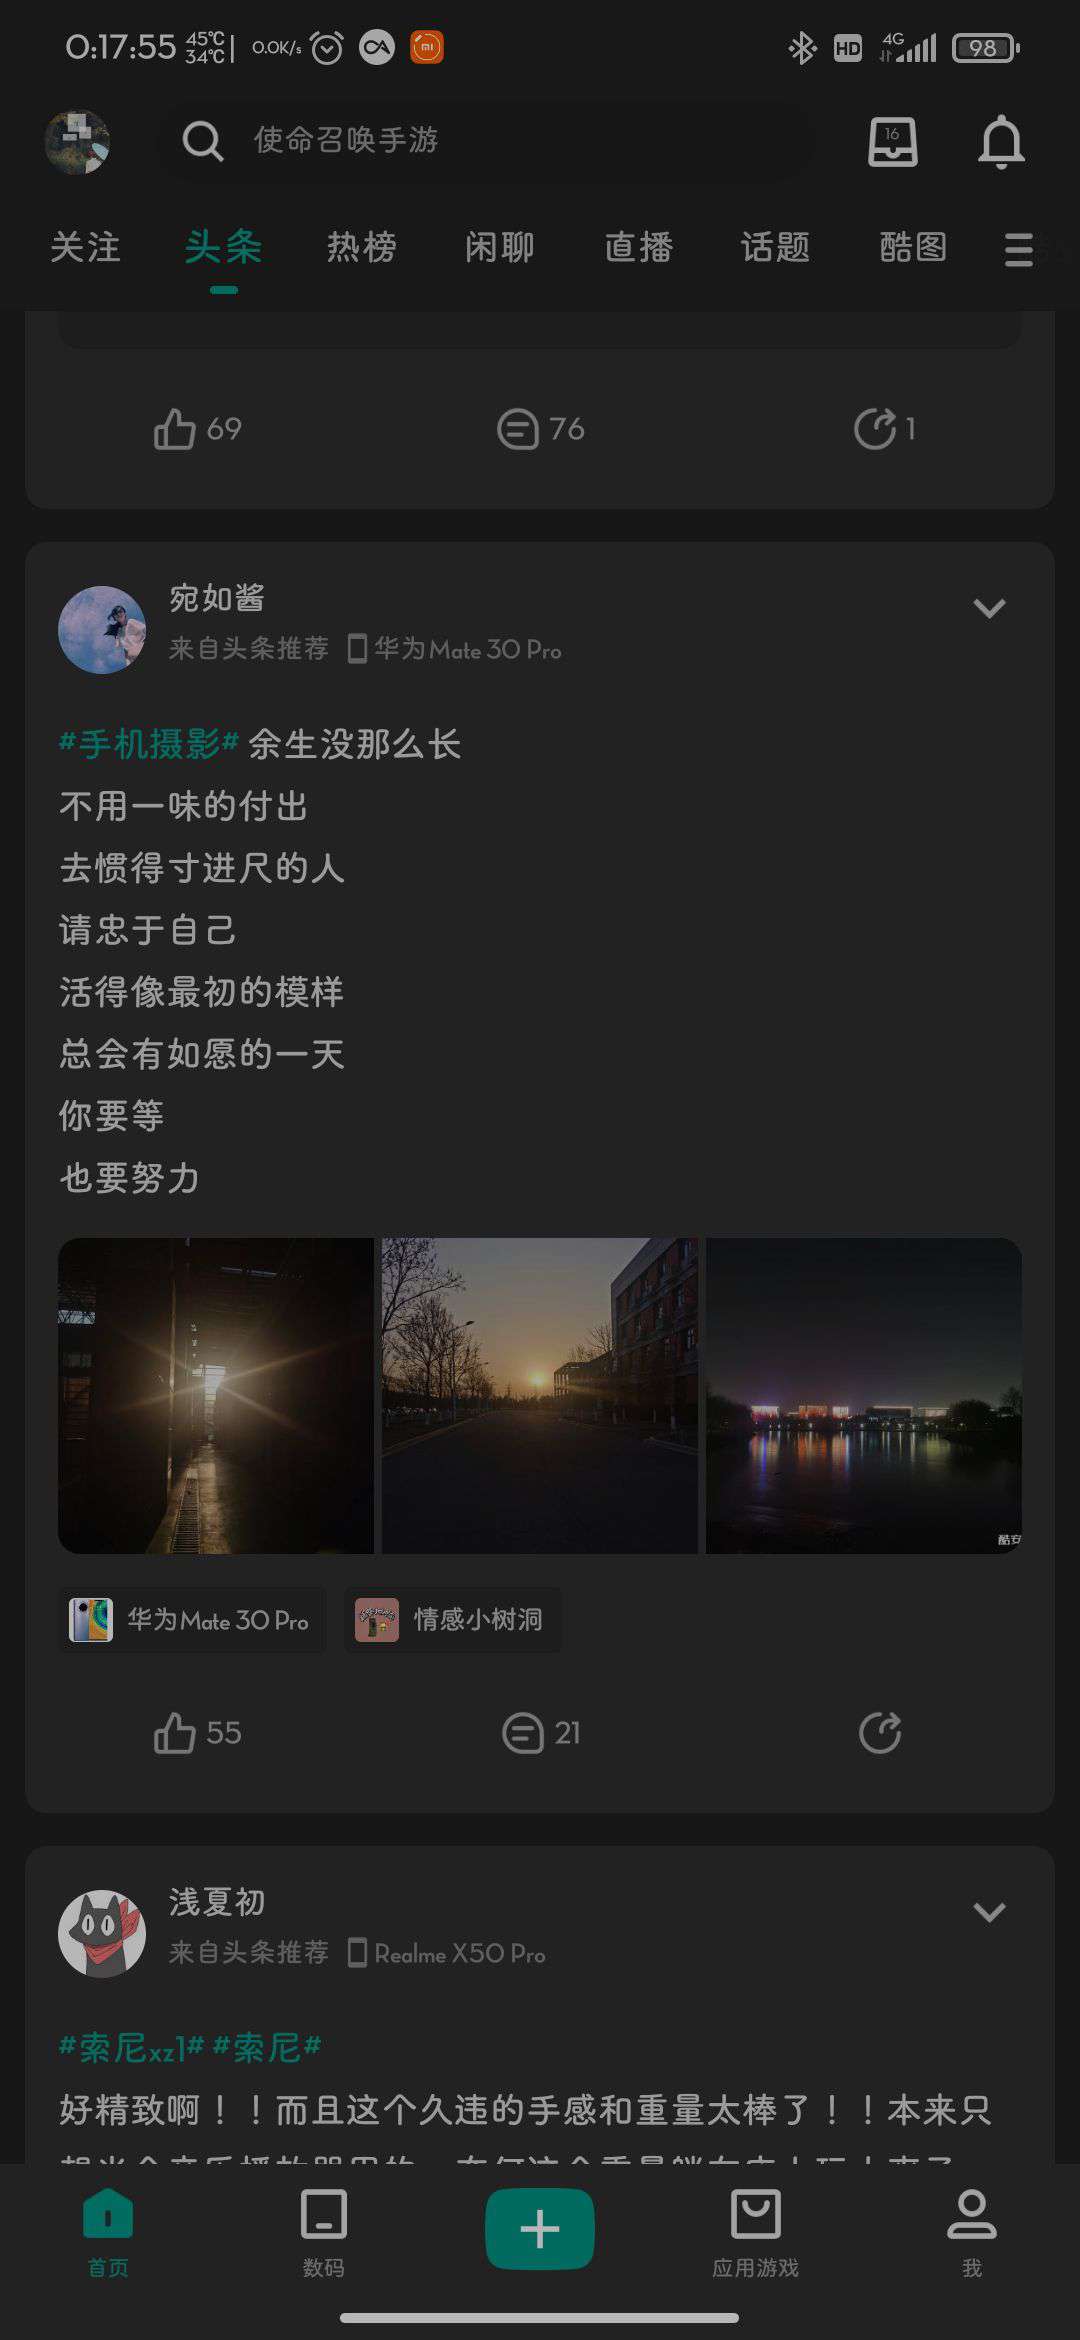 0:17:55 45℃ 34℃ 0.0K/s HD 4G 98
使命召唤手游 16
关注 头条 热榜 闲聊 直播 话题 酷图
69 76 1
宛如酱
来自头条推荐 华为Mate 30 Pro
#手机摄影# 余生没那么长
不用一味的付出
去惯得寸进尺的人
请忠于自己
活得像最初的模样
总会有如愿的一天
你要等
也要努力
酷安
华为Mate 30 Pro 情感小树洞
55 21
浅夏初
来自头条推荐 Realme X50 Pro
#索尼xz1# #索尼#
好精致啊！！而且这个久违的手感和重量太棒了！！本来只
首页 数码 应用游戏 我